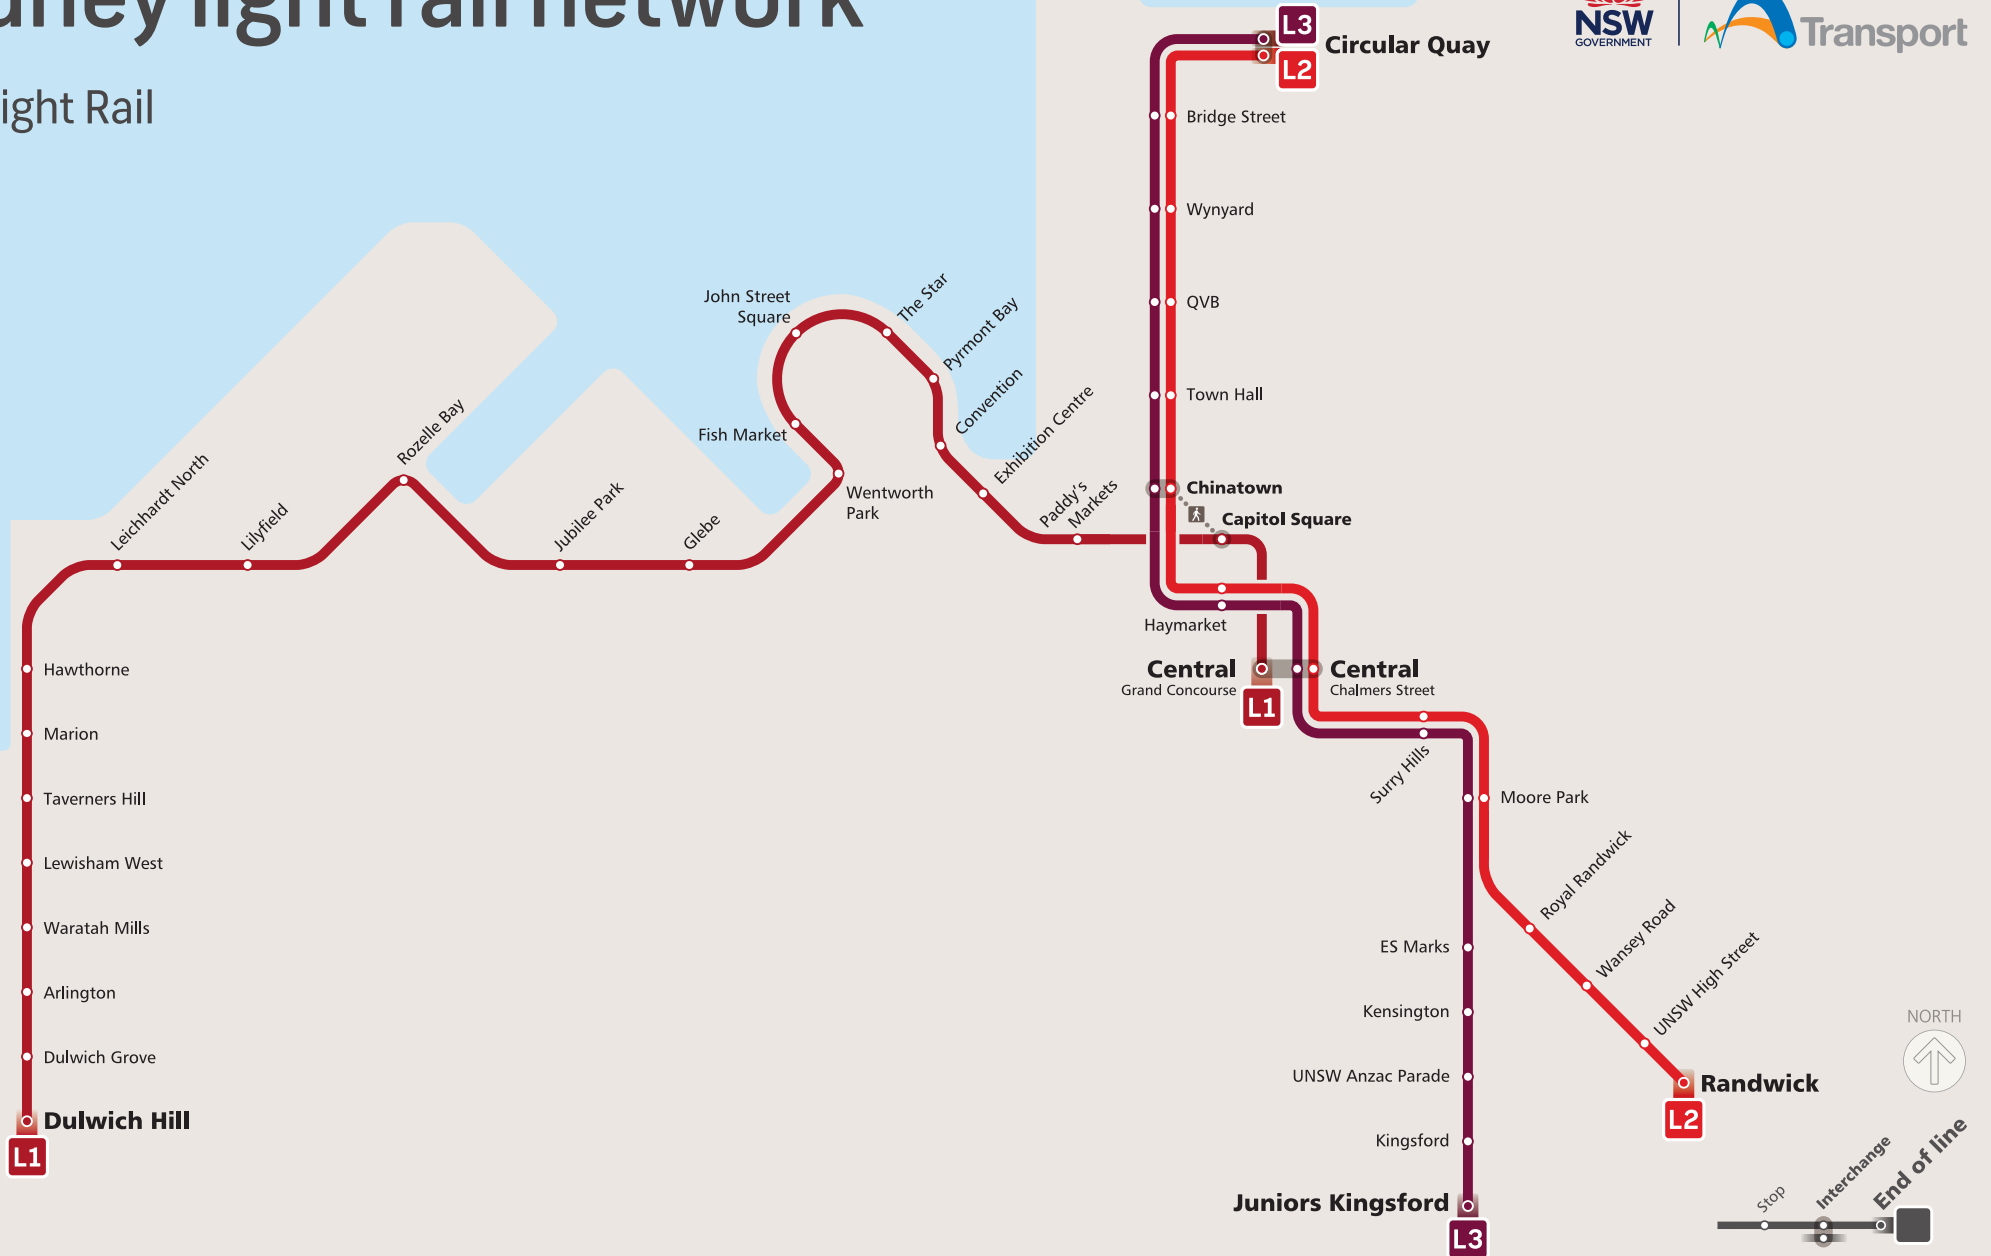 dney light rail network
ight Rail
NSW
GOVERNMENT
Transport
L3
L2
Circular Quay
Bridge Street
Wynyard
QVB
Town Hall
Chinatown
Capitol Square
Haymarket
Central
Grand Concourse
L1
Central
Chalmers Street
Surry Hills
Moore Park
Royal Randwick
Wansey Road
UNSW High Street
Randwick
L2
ES Marks
Kensington
UNSW Anzac Parade
Kingsford
Juniors Kingsford
L3
Paddy's
Markets
Exhibition Centre
Convention
Pyrmont Bay
The Star
John Street
Square
Fish Market
Wentworth
Park
Glebe
Jubilee Park
Rozelle Bay
Lilyfield
Leichhardt North
Hawthorne
Marion
Taverners Hill
Lewisham West
Waratah Mills
Arlington
Dulwich Grove
Dulwich Hill
L1
NORTH
Stop
Interchange
End of line